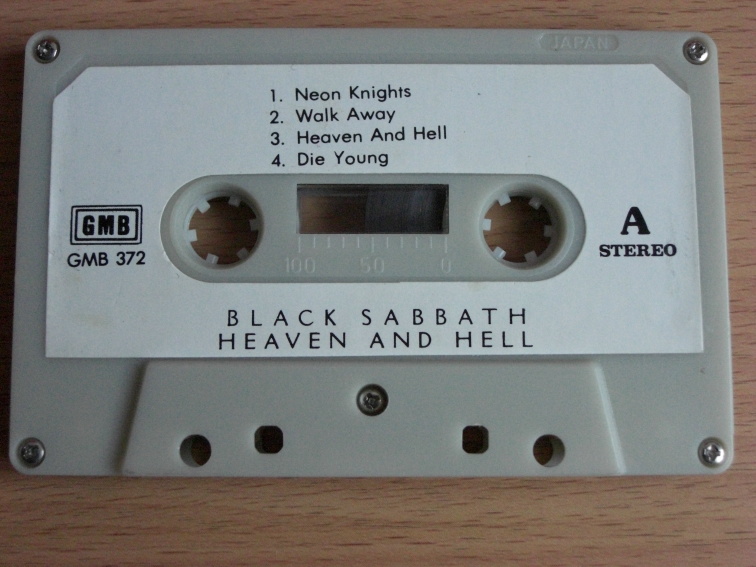 JAPAN
1. Neon Knights
2. Walk Away
3. Heaven And Hell
4. Die Young
GMB
GMB 372
A
STEREO
100 50 0
BLACK SABBATH
HEAVEN AND HELL